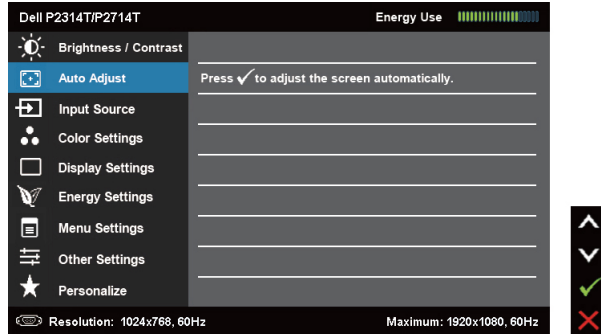 Dell P2314T/P2714T Energy Use
Brightness / Contrast
Auto Adjust Press ✓ to adjust the screen automatically.
Input Source
Color Settings
Display Settings
Energy Settings
Menu Settings
Other Settings
Personalize
Resolution: 1024x768, 60Hz Maximum: 1920x1080, 60Hz